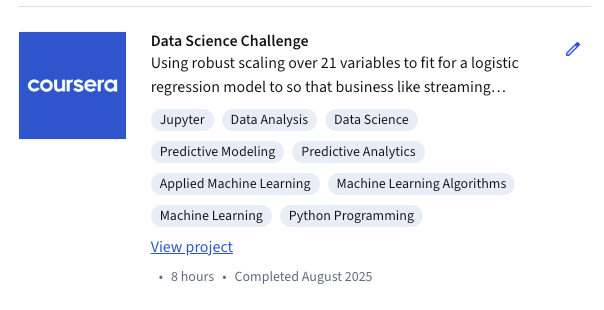 coursera
Data Science Challenge
Using robust scaling over 21 variables to fit for a logistic
regression model to so that business like streaming…
Jupyter Data Analysis Data Science
Predictive Modeling Predictive Analytics
Applied Machine Learning Machine Learning Algorithms
Machine Learning Python Programming
View project
• 8 hours • Completed August 2025